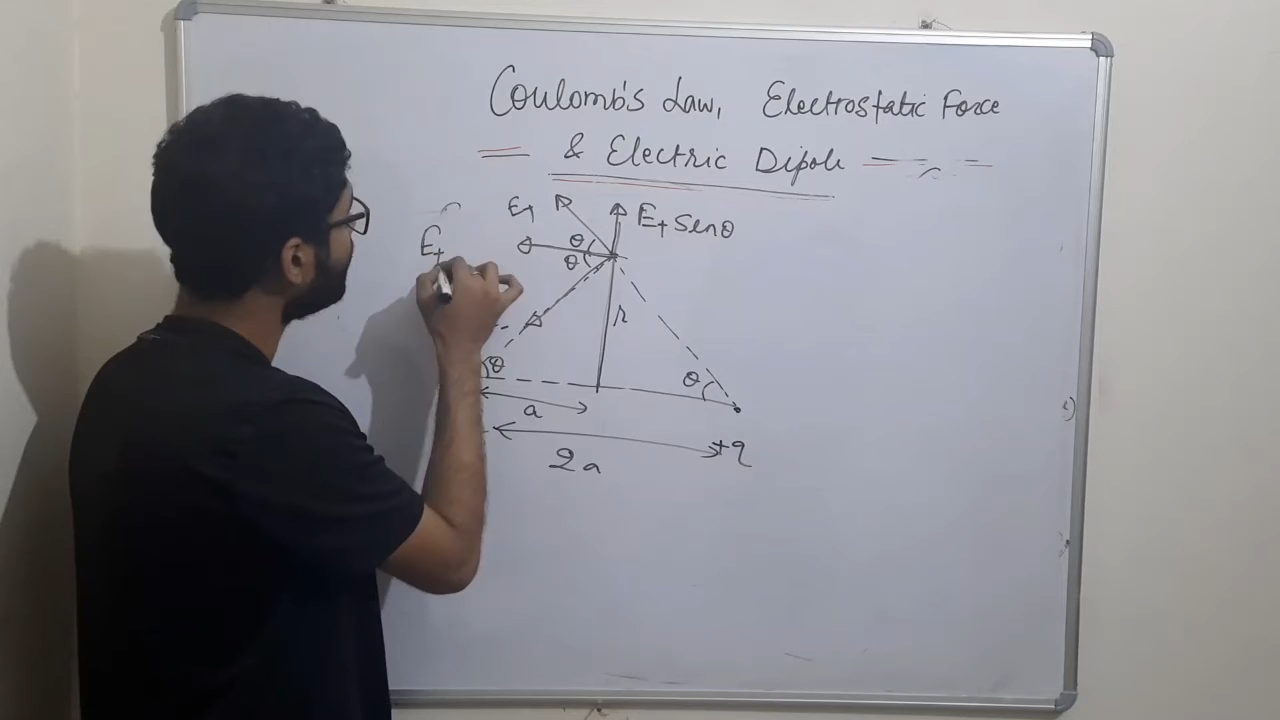 Coulomb's Law, Electrostatic Force
& Electric Dipole
E+
E+ Sinθ
E+
θ
θ
r
θ
θ
a
+q
2a